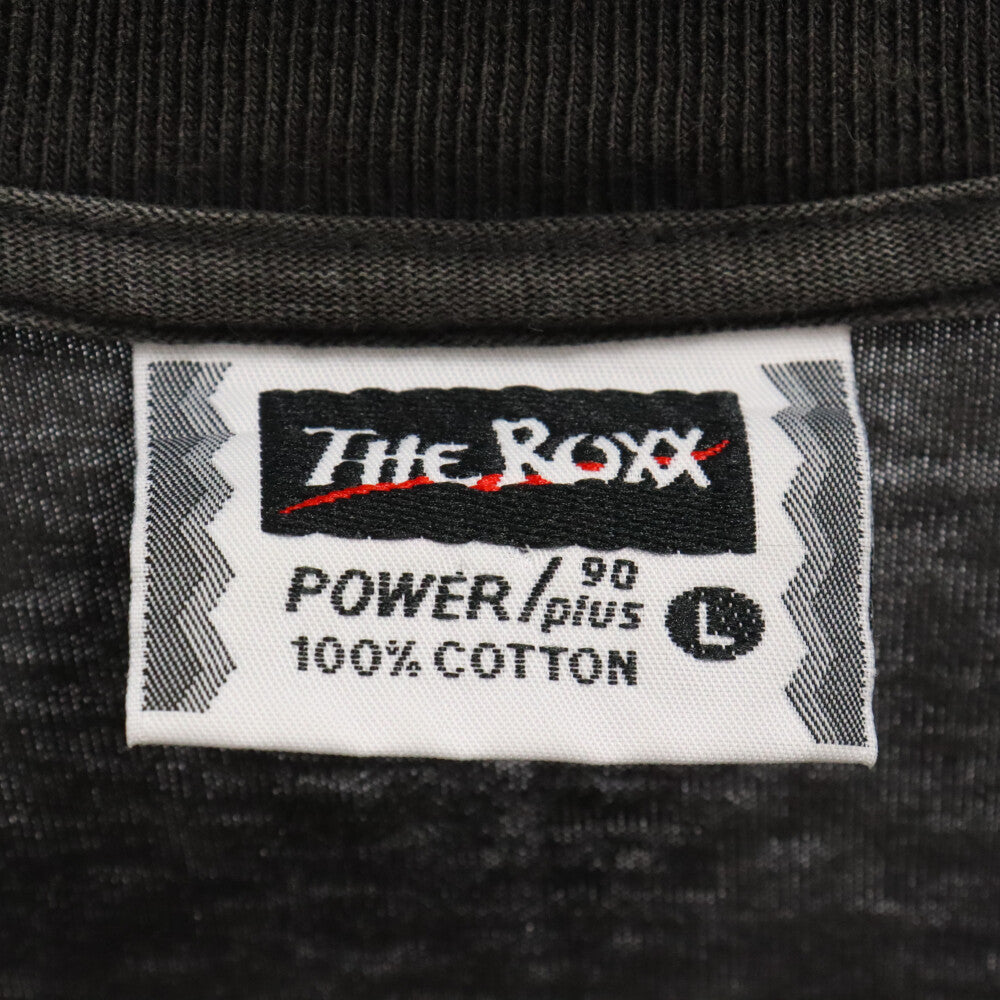 THE ROXX
POWER/90 plus
100% COTTON
L